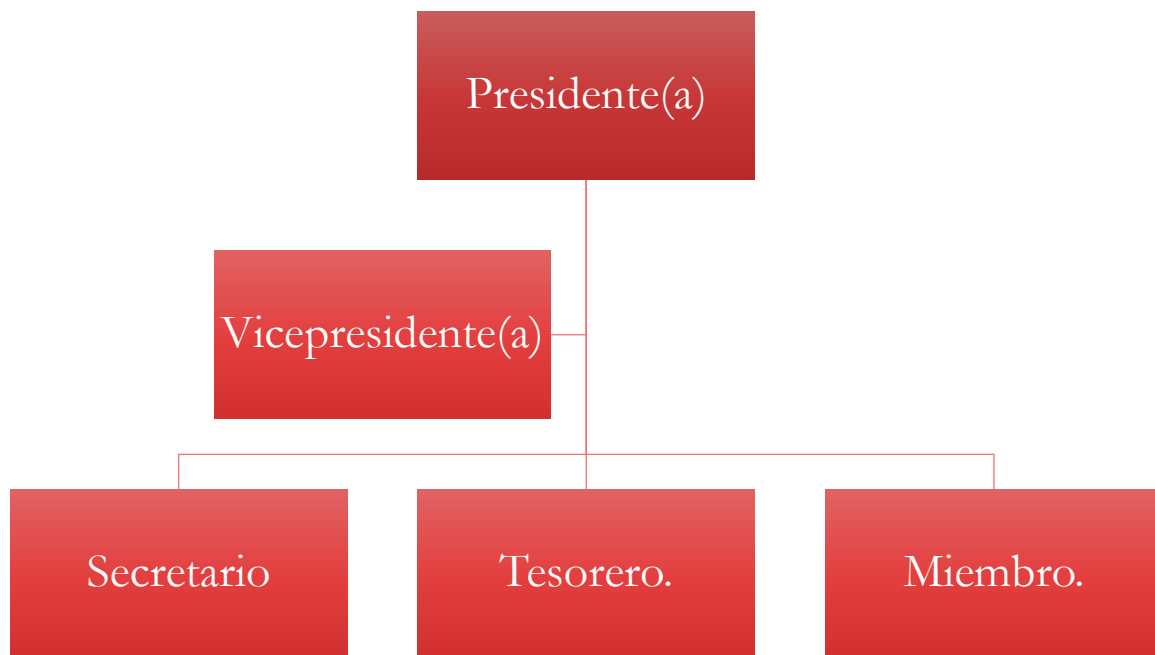 Presidente(a)
Vicepresidente(a)
Secretario
Tesorero.
Miembro.